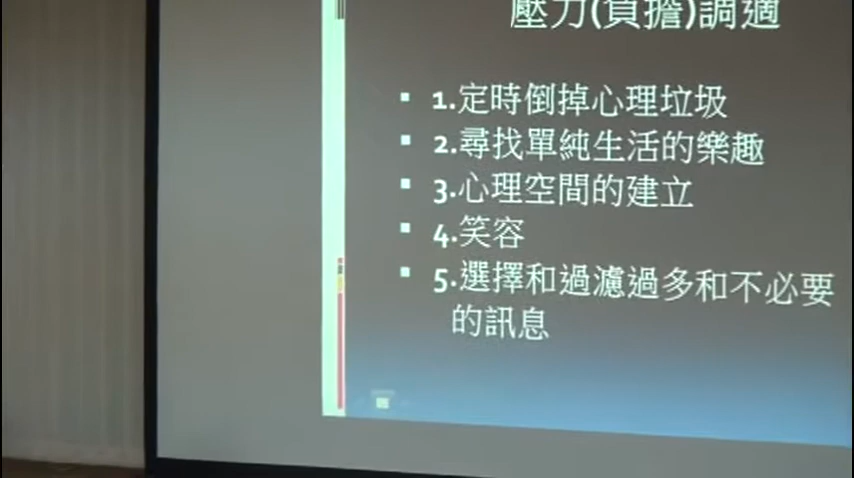 壓力(負擔)調適
▪ 1.定時倒掉心理垃圾
▪ 2.尋找單純生活的樂趣
▪ 3.心理空間的建立
▪ 4.笑容
▪ 5.選擇和過濾過多和不必要
的訊息